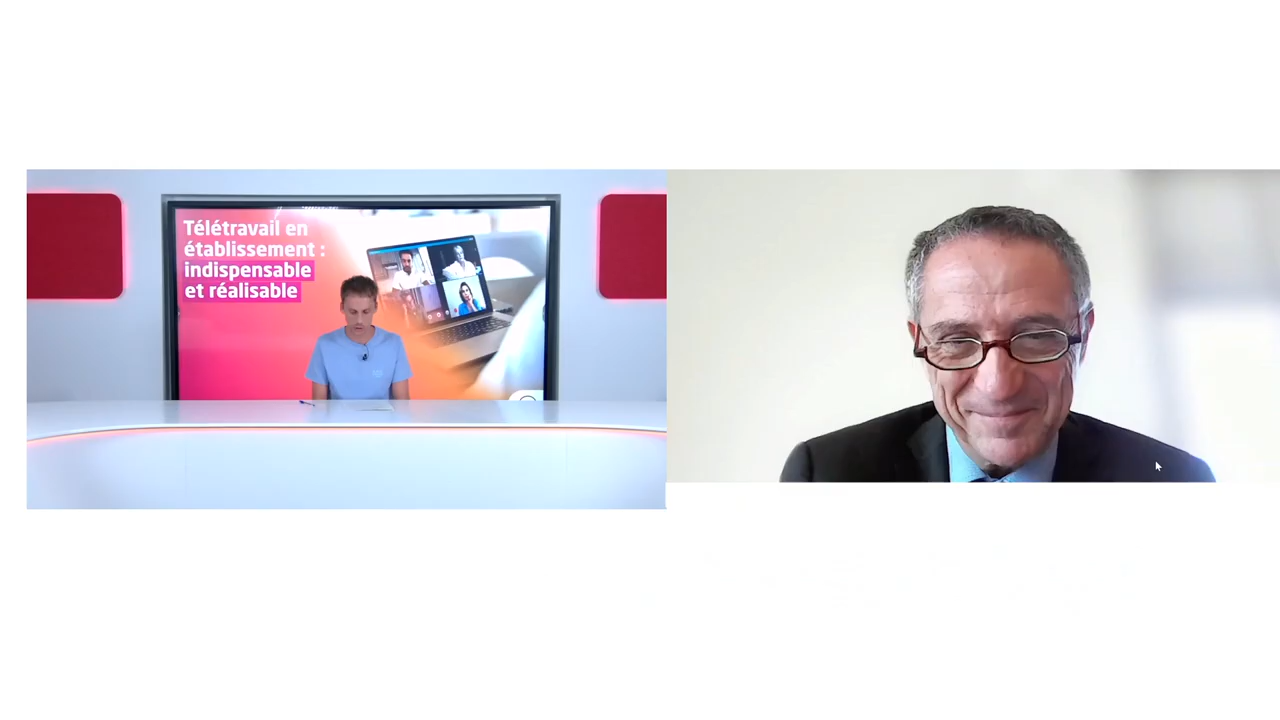 Télétravail en
établissement :
indispensable
et réalisable